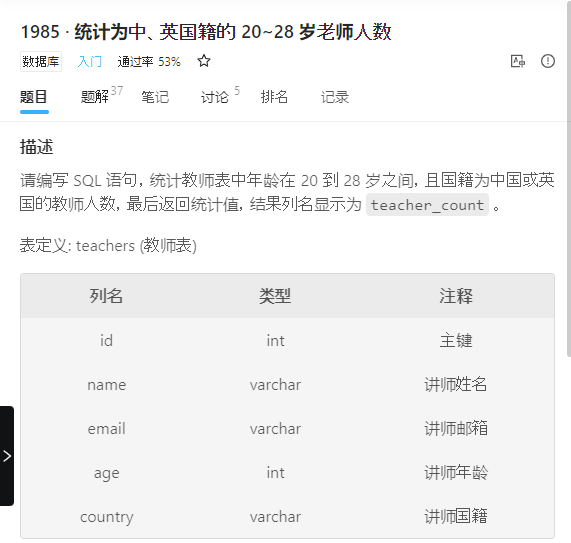 1985 · 统计为中、英国籍的 20~28 岁老师人数
数据库 入门 通过率 53%
题目 题解 37 笔记 讨论 5 排名 记录
描述
请编写 SQL 语句，统计教师表中年龄在 20 到 28 岁之间，且国籍为中国或英
国的教师人数，最后返回统计值，结果列名显示为 teacher_count 。
表定义: teachers (教师表)
列名 类型 注释
id int 主键
name varchar 讲师姓名
email varchar 讲师邮箱
age int 讲师年龄
country varchar 讲师国籍